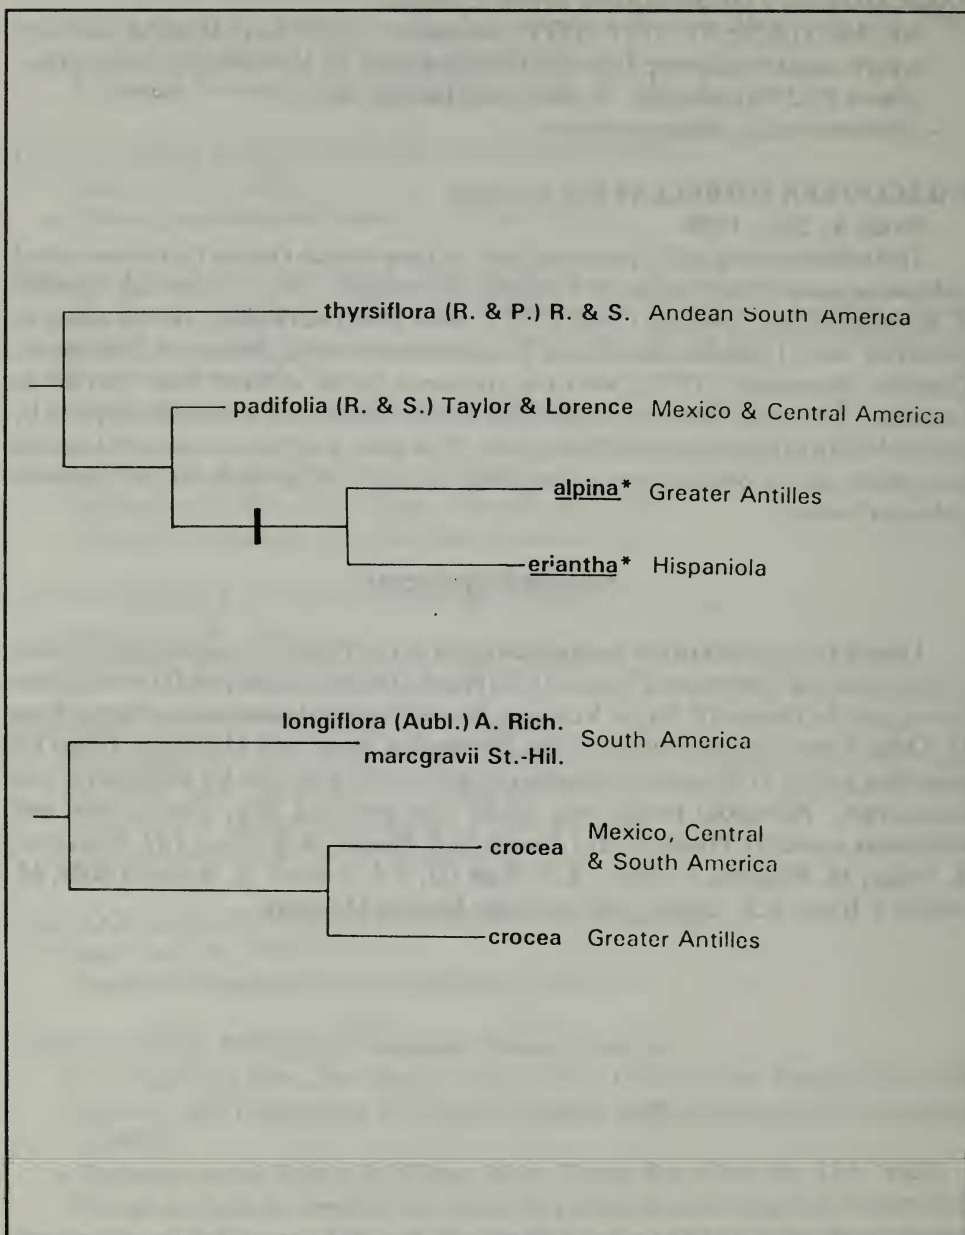 thyrsiflora (R. & P.) R. & S. Andean South America
padifolia (R. & S.) Taylor & Lorence Mexico & Central America
alpina* Greater Antilles
eriantha* Hispaniola
longiflora (Aubl.) A. Rich.
marcgravii St.-Hil.
South America
crocea
Mexico, Central
& South America
crocea Greater Antilles